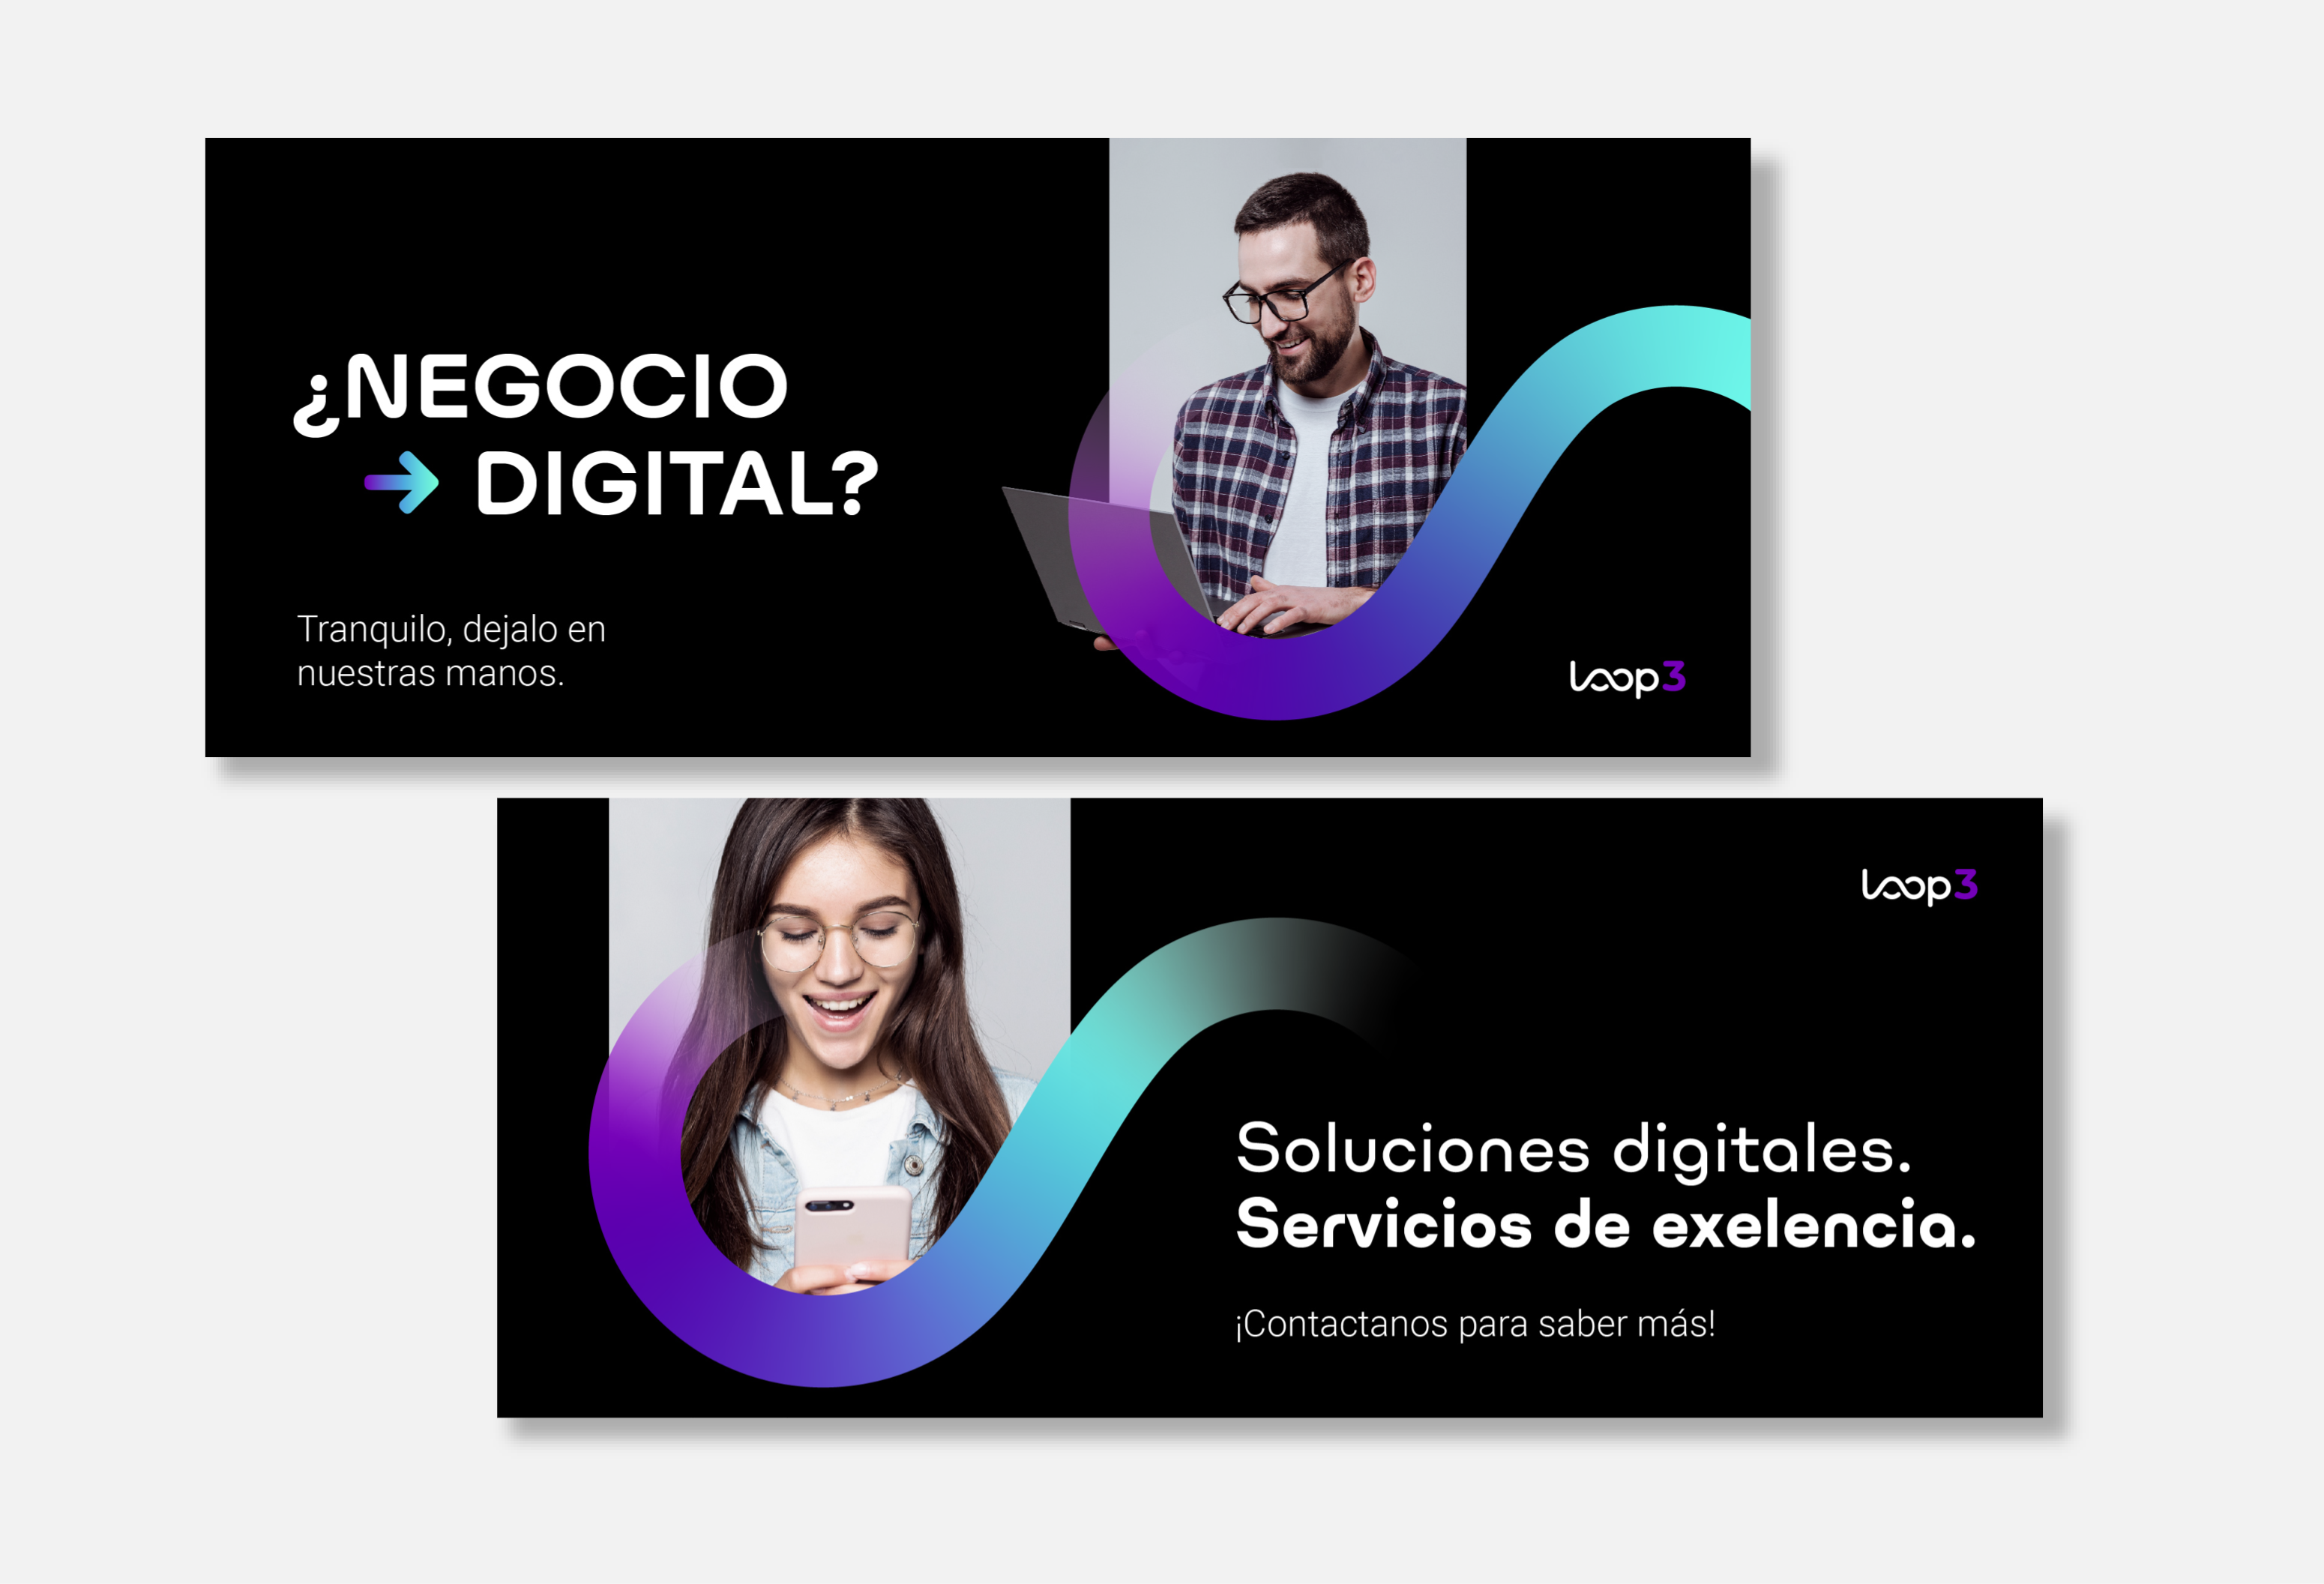 ¿NEGOCIO
DIGITAL?
Tranquilo, dejalo en
nuestras manos.
Loop3
Loop3
Soluciones digitales.
Servicios de exelencia.
¡Contactanos para saber más!